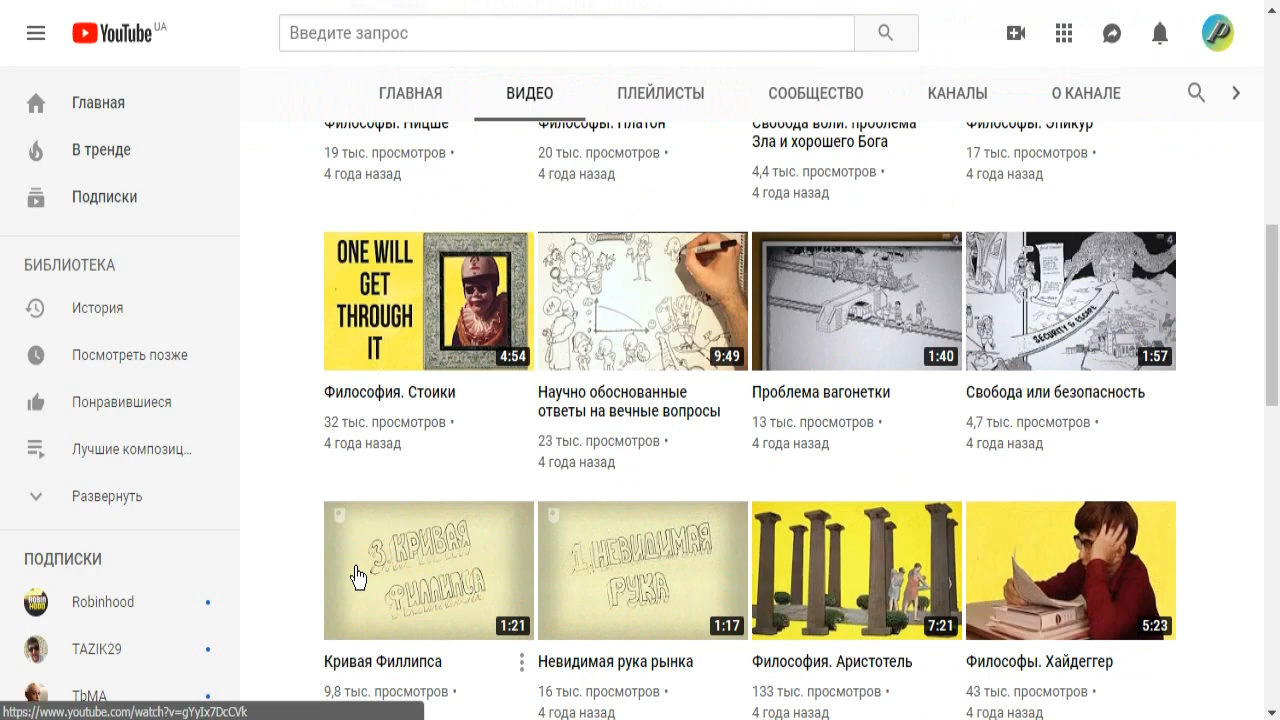 YouTube UA
Введите запрос
ГЛАВНАЯ ВИДЕО ПЛЕЙЛИСТЫ СООБЩЕСТВО КАНАЛЫ О КАНАЛЕ
Главная
В тренде
Подписки
БИБЛИОТЕКА
История
Посмотреть позже
Понравившиеся
Лучшие композиц...
Развернуть
ПОДПИСКИ
Robinhood
TAZIK29
ТbМА
Философы. Ницше
19 тыс. просмотров •
4 года назад
Философы. Платон
20 тыс. просмотров •
4 года назад
Свобода воли. проблема
Зла и хорошего Бога
4,4 тыс. просмотров •
4 года назад
Философы. Эпикур
17 тыс. просмотров •
4 года назад
ONE WILL
GET
THROUGH
IT
4:54
Философия. Стоики
32 тыс. просмотров •
4 года назад
9:49
Научно обоснованные
ответы на вечные вопросы
23 тыс. просмотров •
4 года назад
1:40
Проблема вагонетки
13 тыс. просмотров •
4 года назад
4
SECURITY & ESCAPE
1:57
Свобода или безопасность
4,7 тыс. просмотров •
4 года назад
3. КРИВАЯ
ФИЛЛИПСА
1:21
Кривая Филлипса
9,8 тыс. просмотров •
1. НЕВИДИМАЯ
РУКА
1:17
Невидимая рука рынка
16 тыс. просмотров •
4 года назад
7:21
Философия. Аристотель
133 тыс. просмотров •
4 года назад
5:23
Философы. Хайдеггер
43 тыс. просмотров •
4 года назад
https://www.youtube.com/watch?v=gYyIx7DcCVk